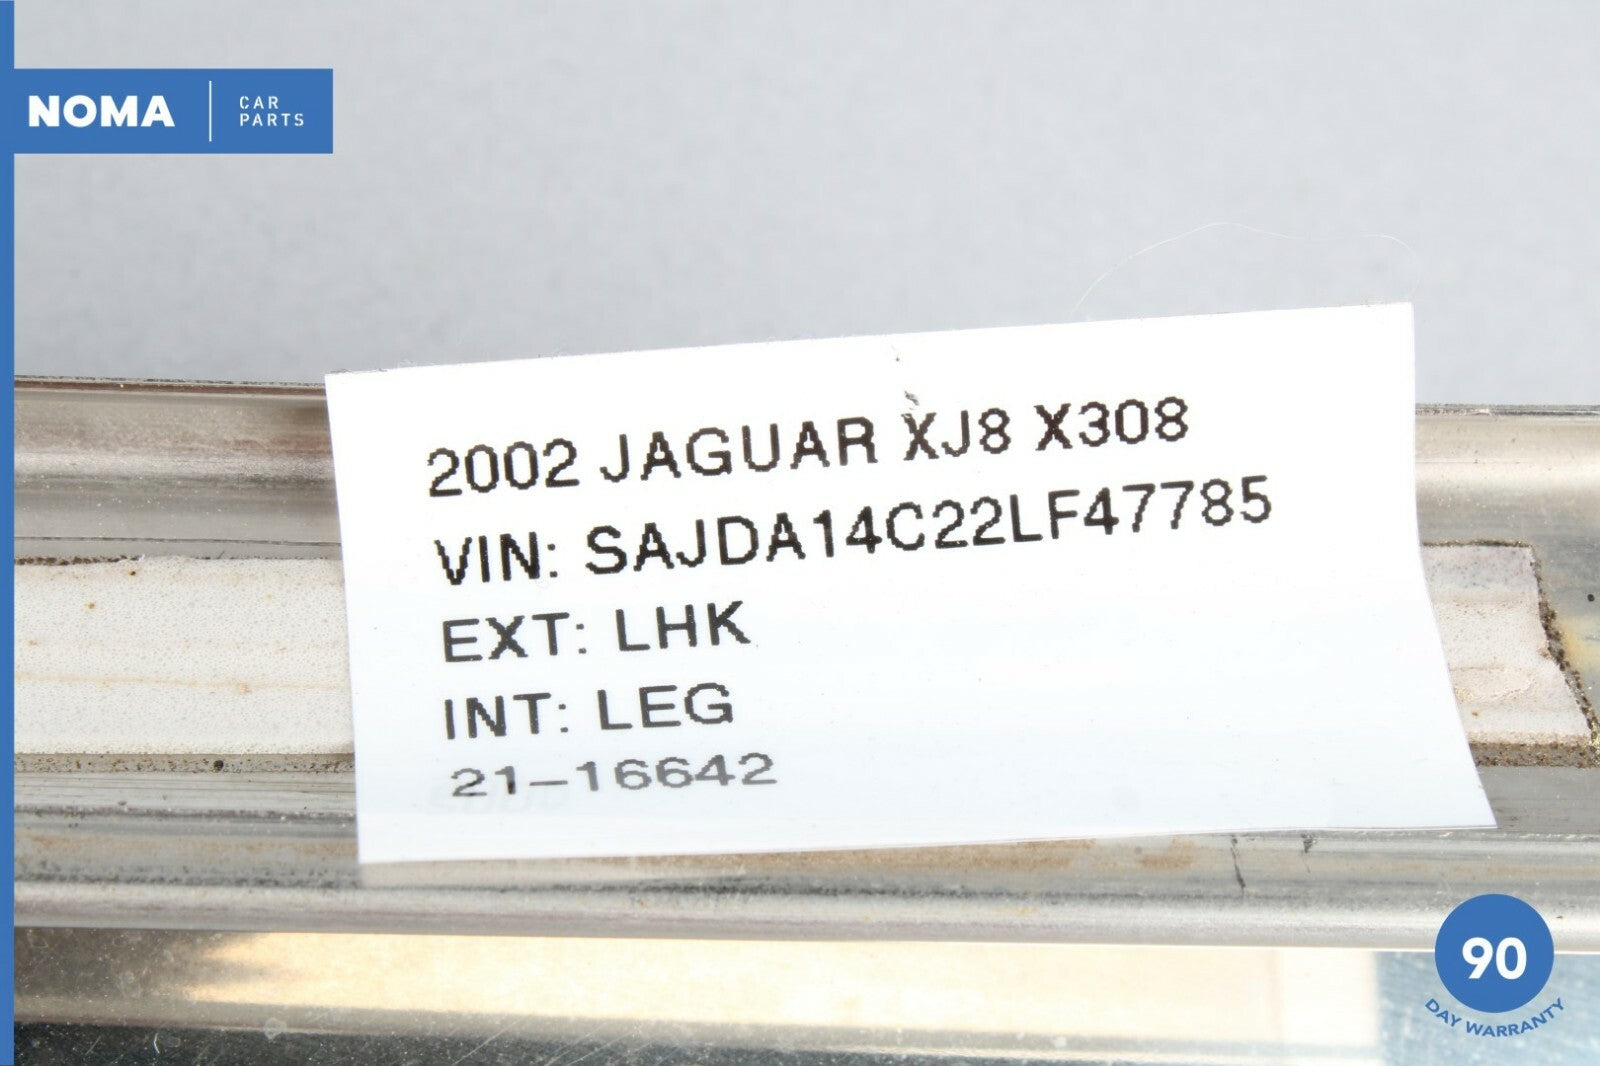 NOMA
CAR
PARTS
2002 JAGUAR XJ8 X308
VIN: SAJDA14C22LF47785
EXT: LHK
INT: LEG
21-16642
90
DAY WARRANTY